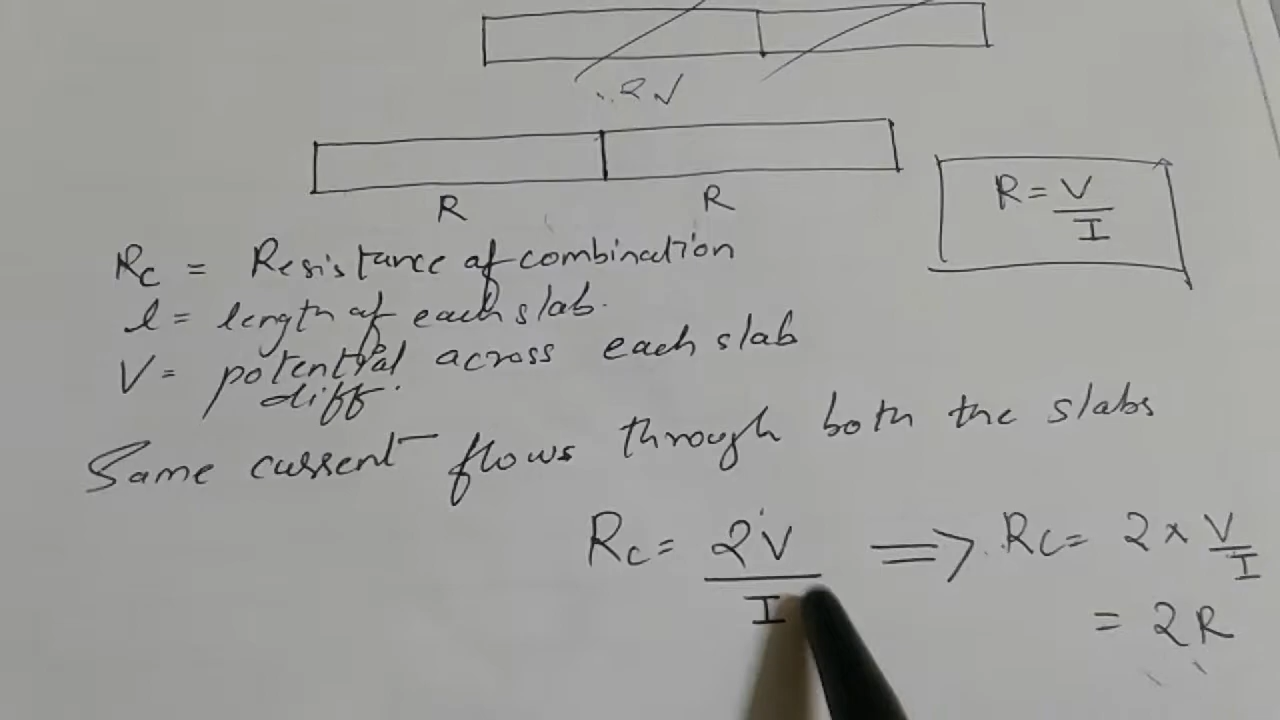 2V
R R
R = V/I
Rc = Resistance of combination
l = length of each slab.
V = potential across each slab
diff.
Same current flows through both the slabs
Rc = 2V/I ⟹ Rc = 2 × V/I
= 2R